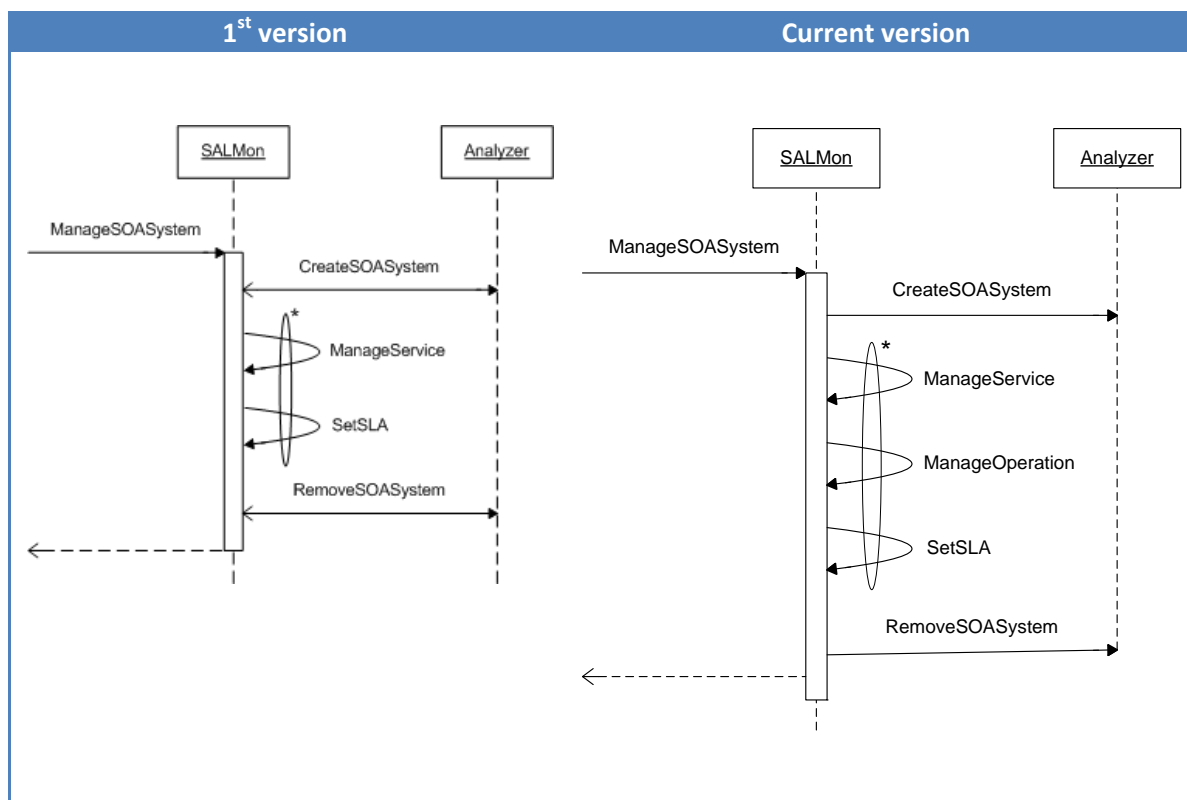 1st version
Current version
SALMon
Analyzer
ManageSOASystem
CreateSOASystem
*
ManageService
SetSLA
RemoveSOASystem
SALMon
Analyzer
ManageSOASystem
CreateSOASystem
*
ManageService
ManageOperation
SetSLA
RemoveSOASystem